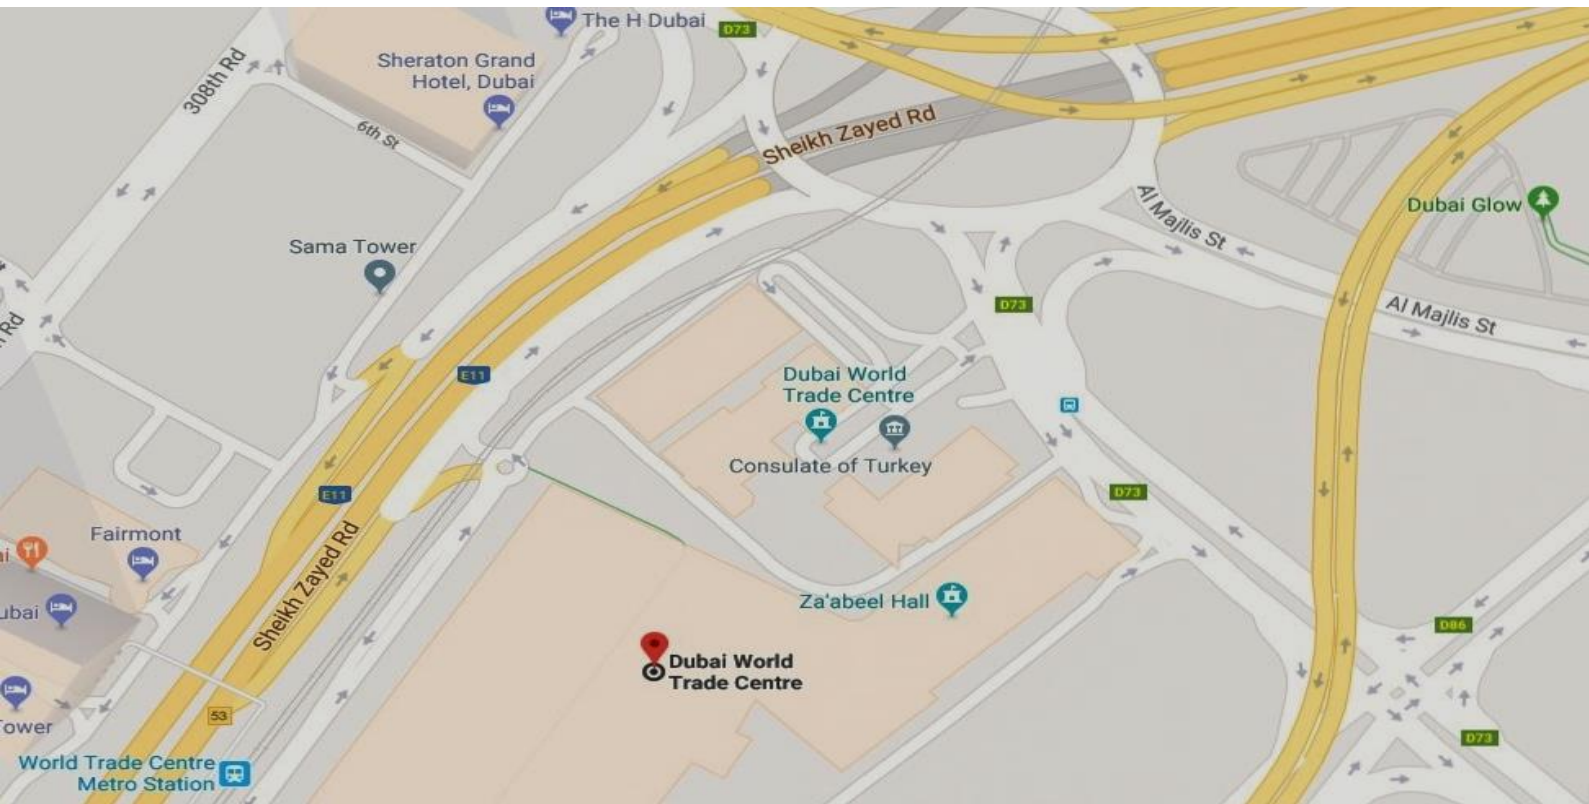 The H Dubai
D73
Sheraton Grand
Hotel, Dubai
308th Rd
6th St
Sheikh Zayed Rd
Al Majlis St
Dubai Glow
Sama Tower
D73
Al Majlis St
Rd
E11
Dubai World
Trade Centre
Consulate of Turkey
E11
D73
Fairmont
Sheikh Zayed Rd
Za'abeel Hall
D86
Dubai World
Trade Centre
53
Tower
D73
World Trade Centre
Metro Station